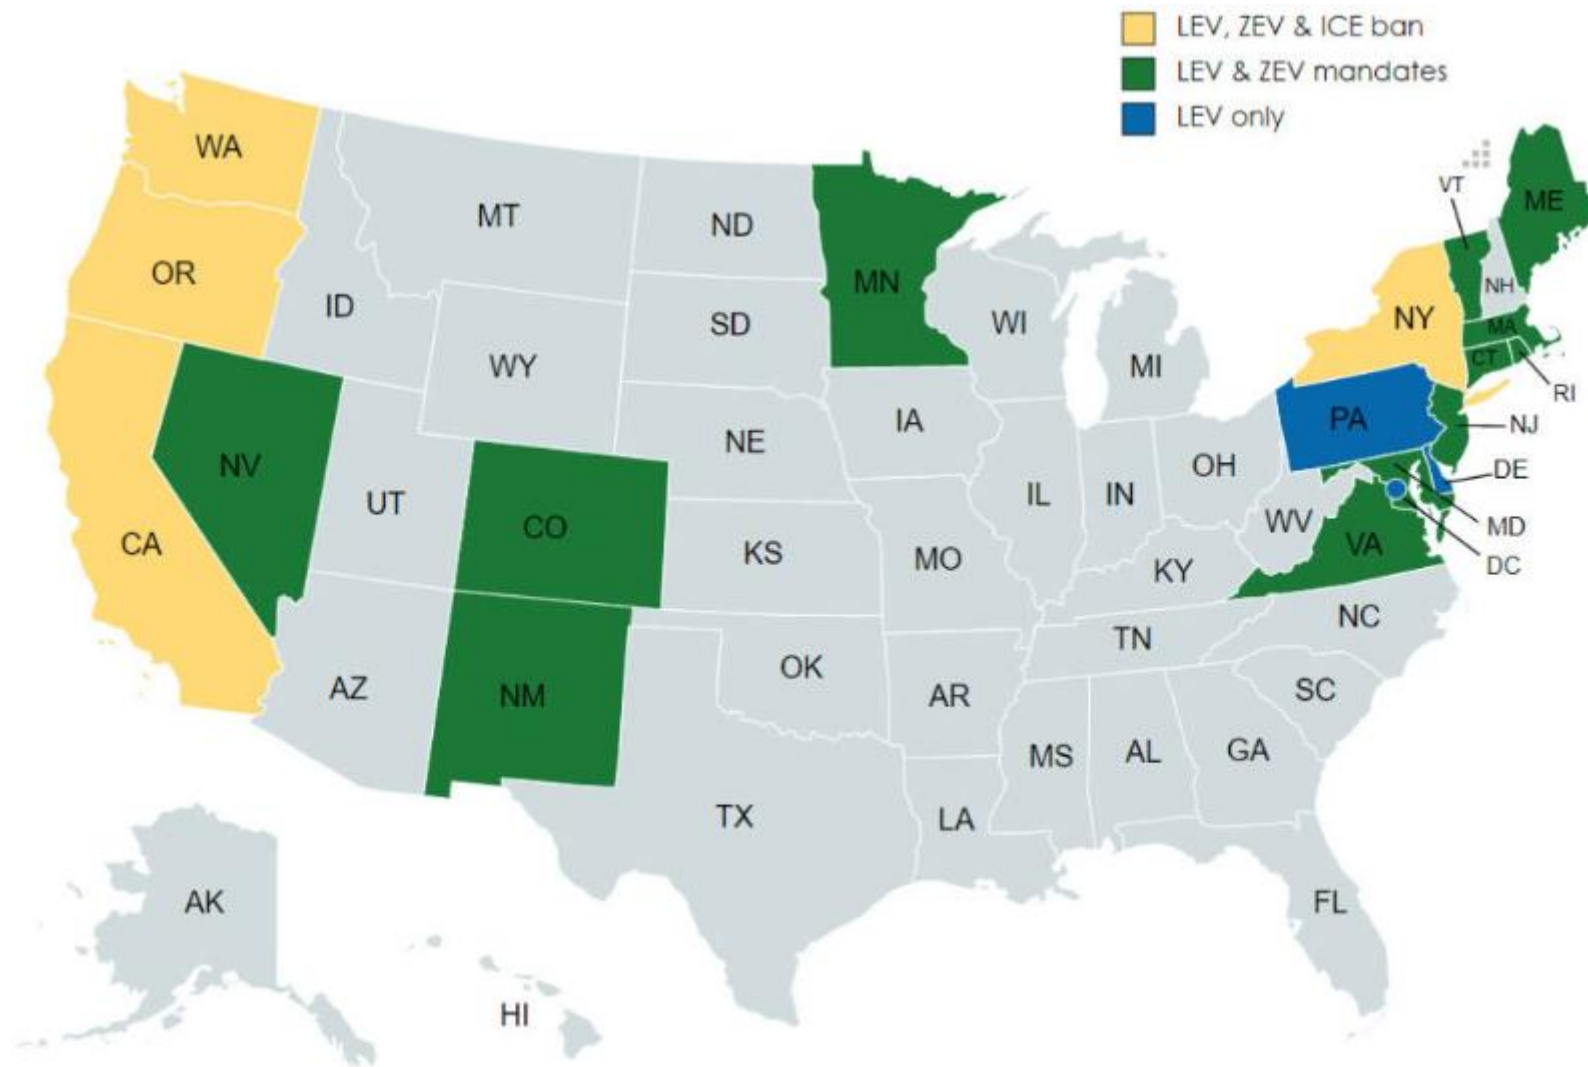 LEV, ZEV & ICE ban
LEV & ZEV mandates
LEV only
WA
MT
ND
MN
VT
ME
OR
ID
SD
WI
NH
NY
MA
WY
MI
CT
RI
IA
PA
NJ
NE
NV
OH
DE
UT
IL
IN
CO
WV
MD
CA
KS
MO
VA
DC
KY
NC
TN
AZ
NM
OK
AR
SC
MS
AL
GA
TX
LA
AK
FL
HI